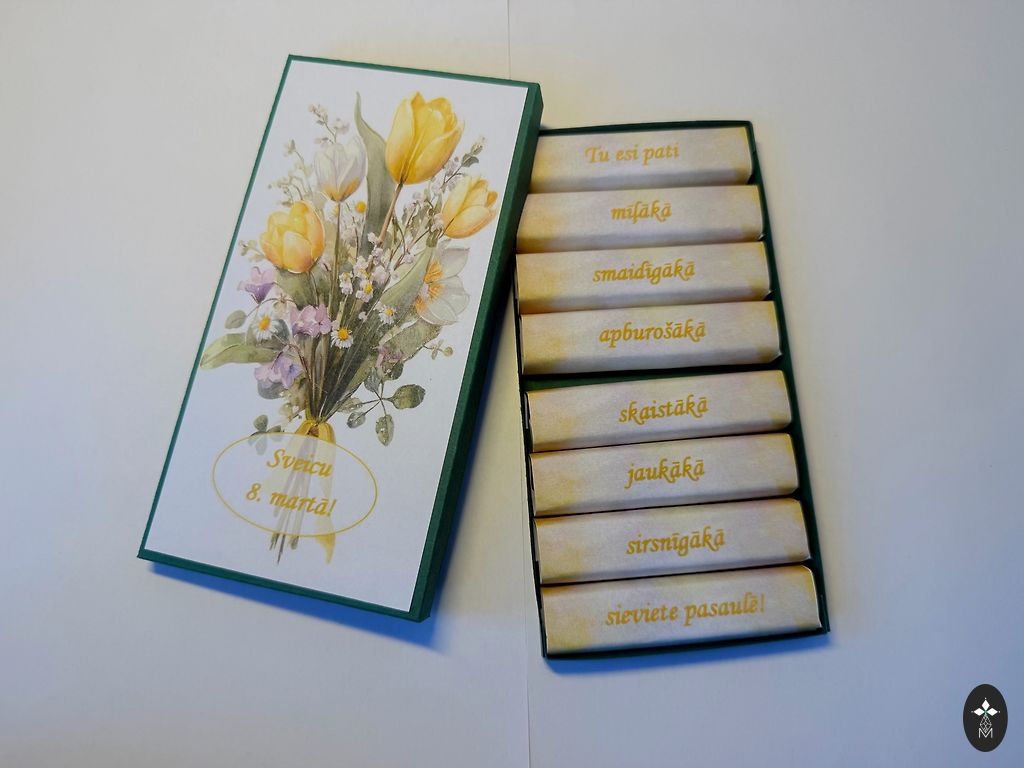 Sveicu
8. martā!
Tu esi pati
mīļākā
smaidīgākā
apburošākā
skaistākā
jaukākā
sirsnīgākā
sieviete pasaulē!
M